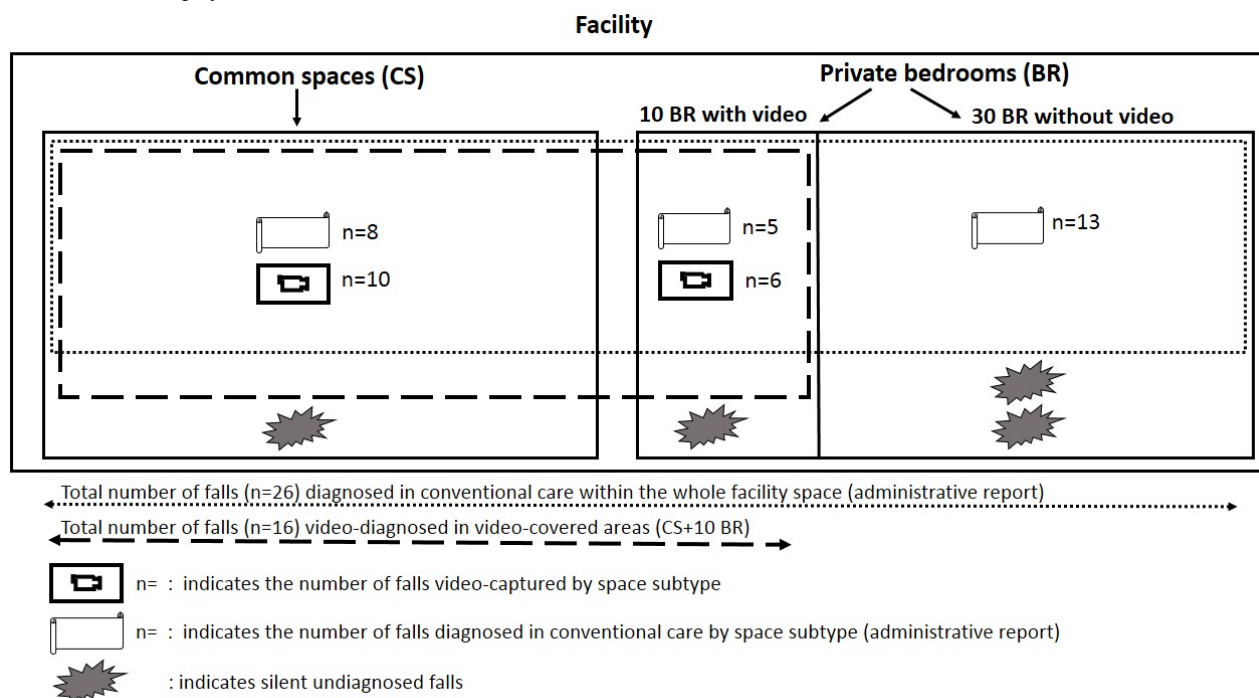 Facility
Common spaces (CS)
Private bedrooms (BR)
10 BR with video
30 BR without video
n=8
n=10
n=5
n=6
n=13
Total number of falls (n=26) diagnosed in conventional care within the whole facility space (administrative report)
Total number of falls (n=16) video-diagnosed in video-covered areas (CS+10 BR)
n= : indicates the number of falls video-captured by space subtype
n= : indicates the number of falls diagnosed in conventional care by space subtype (administrative report)
: indicates silent undiagnosed falls